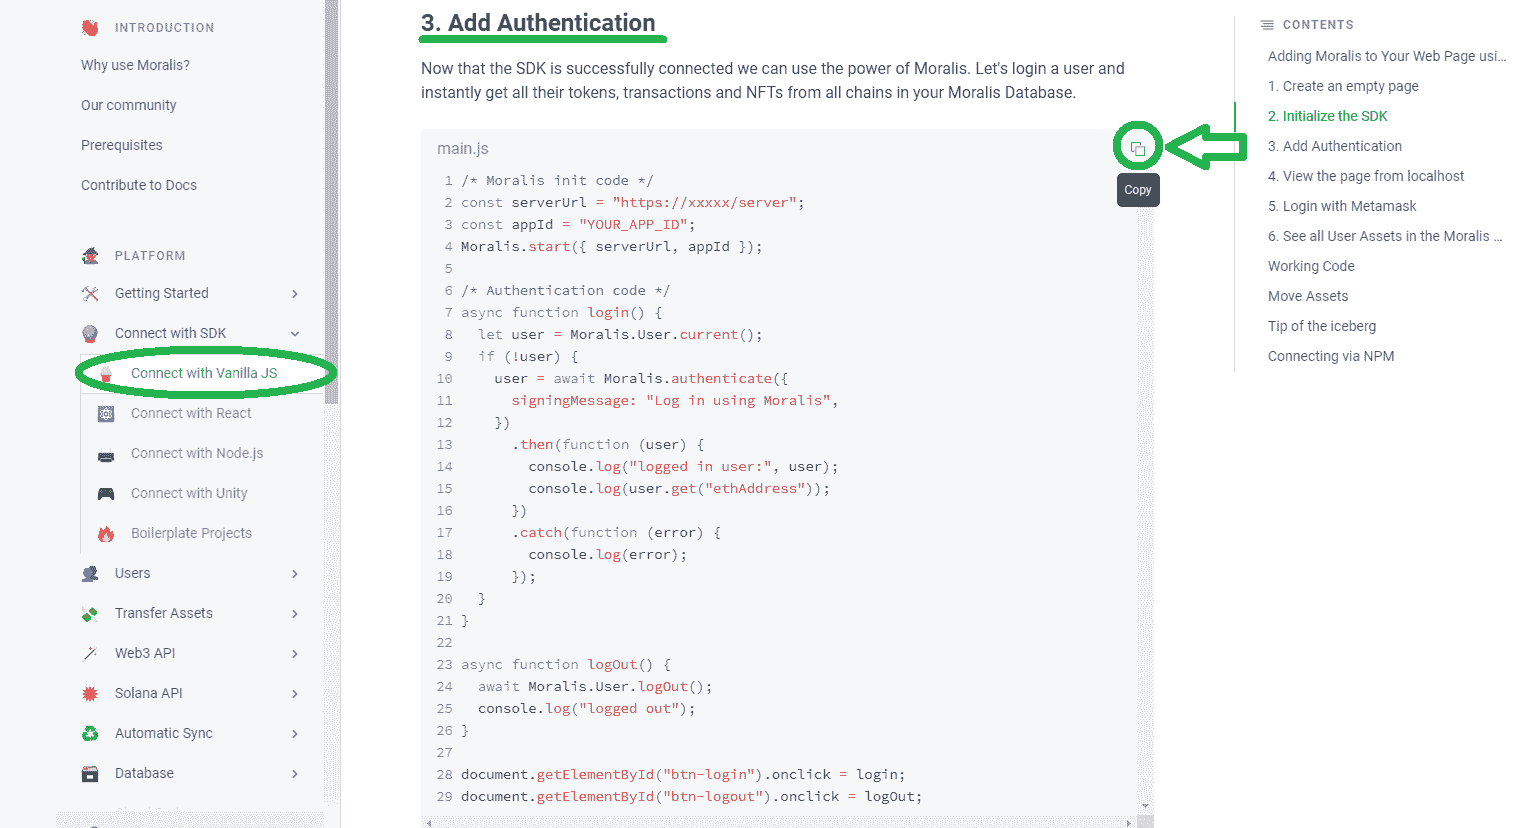 INTRODUCTION
Why use Moralis?
Our community
Prerequisites
Contribute to Docs
PLATFORM
Getting Started
Connect with SDK
Connect with Vanilla JS
Connect with React
Connect with Node.js
Connect with Unity
Boilerplate Projects
Users
Transfer Assets
Web3 API
Solana API
Automatic Sync
Database
3. Add Authentication
Now that the SDK is successfully connected we can use the power of Moralis. Let's login a user and
instantly get all their tokens, transactions and NFTs from all chains in your Moralis Database.
main.js
Copy
1 /* Moralis init code */
2 const serverUrl = "https://xxxxx/server";
3 const appId = "YOUR_APP_ID";
4 Moralis.start({ serverUrl, appId });
5
6 /* Authentication code */
7 async function login() {
8   let user = Moralis.User.current();
9   if (!user) {
10     user = await Moralis.authenticate({
11       signingMessage: "Log in using Moralis",
12     })
13       .then(function (user) {
14         console.log("logged in user:", user);
15         console.log(user.get("ethAddress"));
16       })
17       .catch(function (error) {
18         console.log(error);
19       });
20   }
21 }
22
23 async function logOut() {
24   await Moralis.User.logOut();
25   console.log("logged out");
26 }
27
28 document.getElementById("btn-login").onclick = login;
29 document.getElementById("btn-logout").onclick = logOut;
CONTENTS
Adding Moralis to Your Web Page usi...
1. Create an empty page
2. Initialize the SDK
3. Add Authentication
4. View the page from localhost
5. Login with Metamask
6. See all User Assets in the Moralis ...
Working Code
Move Assets
Tip of the iceberg
Connecting via NPM